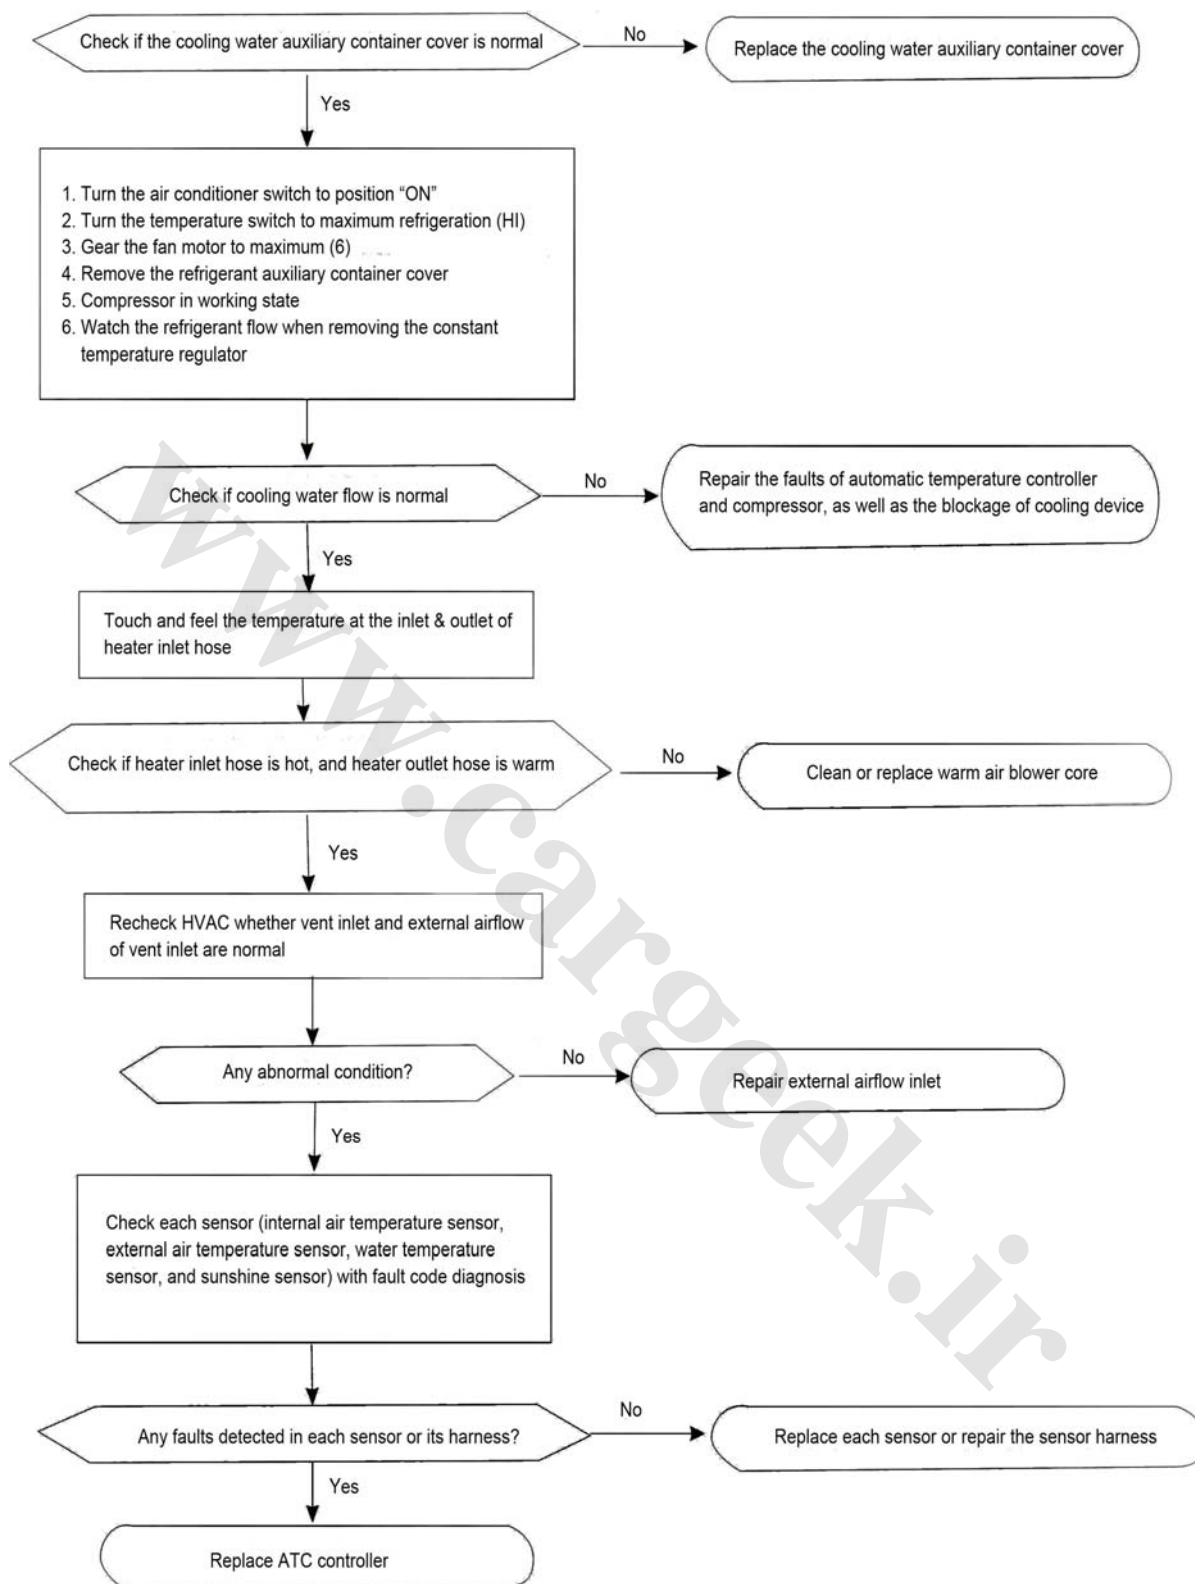 Check if the cooling water auxiliary container cover is normal
No
Replace the cooling water auxiliary container cover
Yes
1. Turn the air conditioner switch to position “ON”
2. Turn the temperature switch to maximum refrigeration (HI)
3. Gear the fan motor to maximum (6)
4. Remove the refrigerant auxiliary container cover
5. Compressor in working state
6. Watch the refrigerant flow when removing the constant
temperature regulator
Check if cooling water flow is normal
No
Repair the faults of automatic temperature controller
and compressor, as well as the blockage of cooling device
Yes
Touch and feel the temperature at the inlet & outlet of
heater inlet hose
Check if heater inlet hose is hot, and heater outlet hose is warm
No
Clean or replace warm air blower core
Yes
Recheck HVAC whether vent inlet and external airflow
of vent inlet are normal
Any abnormal condition?
No
Repair external airflow inlet
Yes
Check each sensor (internal air temperature sensor,
external air temperature sensor, water temperature
sensor, and sunshine sensor) with fault code diagnosis
Any faults detected in each sensor or its harness?
No
Replace each sensor or repair the sensor harness
Yes
Replace ATC controller
www.cargeek.ir